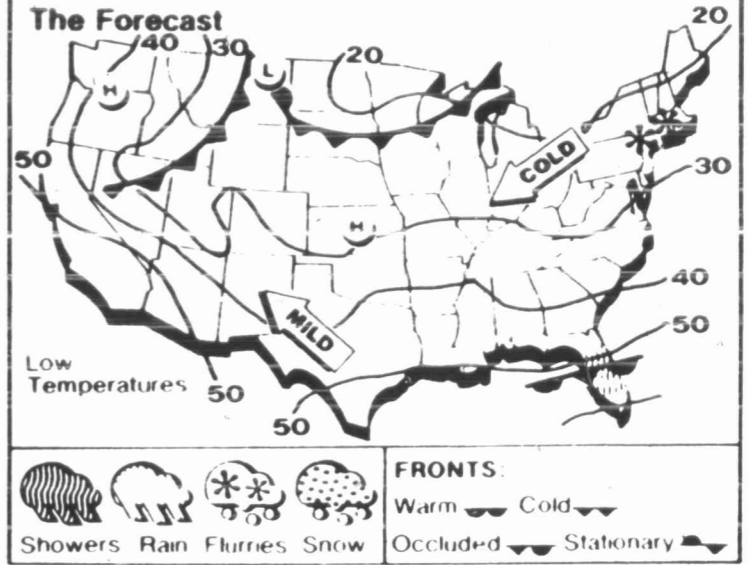 The Forecast
40 30 20 20
H L
50
COLD
30
H
40
MILD
50
Low
Temperatures
50
50
Showers Rain Flurries Snow
FRONTS:
Warm Cold
Occluded Stationary